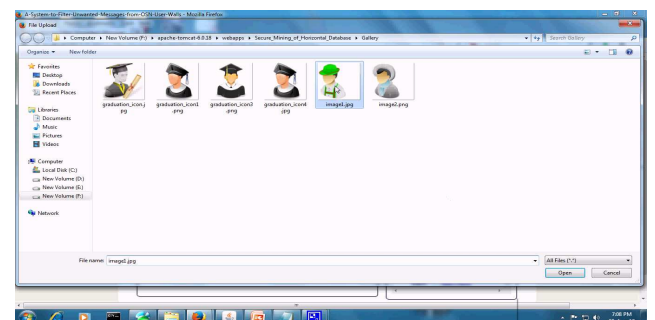 A-System-to-Filter-Unwanted-Messages-from-OSN-User-Walls - Mozilla Firefox
File Upload
Computer ▸ New Volume (F:) ▸ apache-tomcat-6.0.18 ▸ webapps ▸ Secure_Mining_of_Horicontal_Database ▸ Gallery
Search Gallery
Organize
New folder
Favorites
Desktop
Downloads
Recent Places
Libraries
Documents
Music
Pictures
Videos
Computer
Local Disk (C:)
New Volume (D:)
New Volume (E:)
New Volume (F:)
Network
graduation_icon.jpg
graduation_icon1.png
graduation_icon3.png
graduation_icon4.jpg
image1.jpg
image2.png
File name: image1.jpg
All Files (*.*)
Open
Cancel
7:08 PM